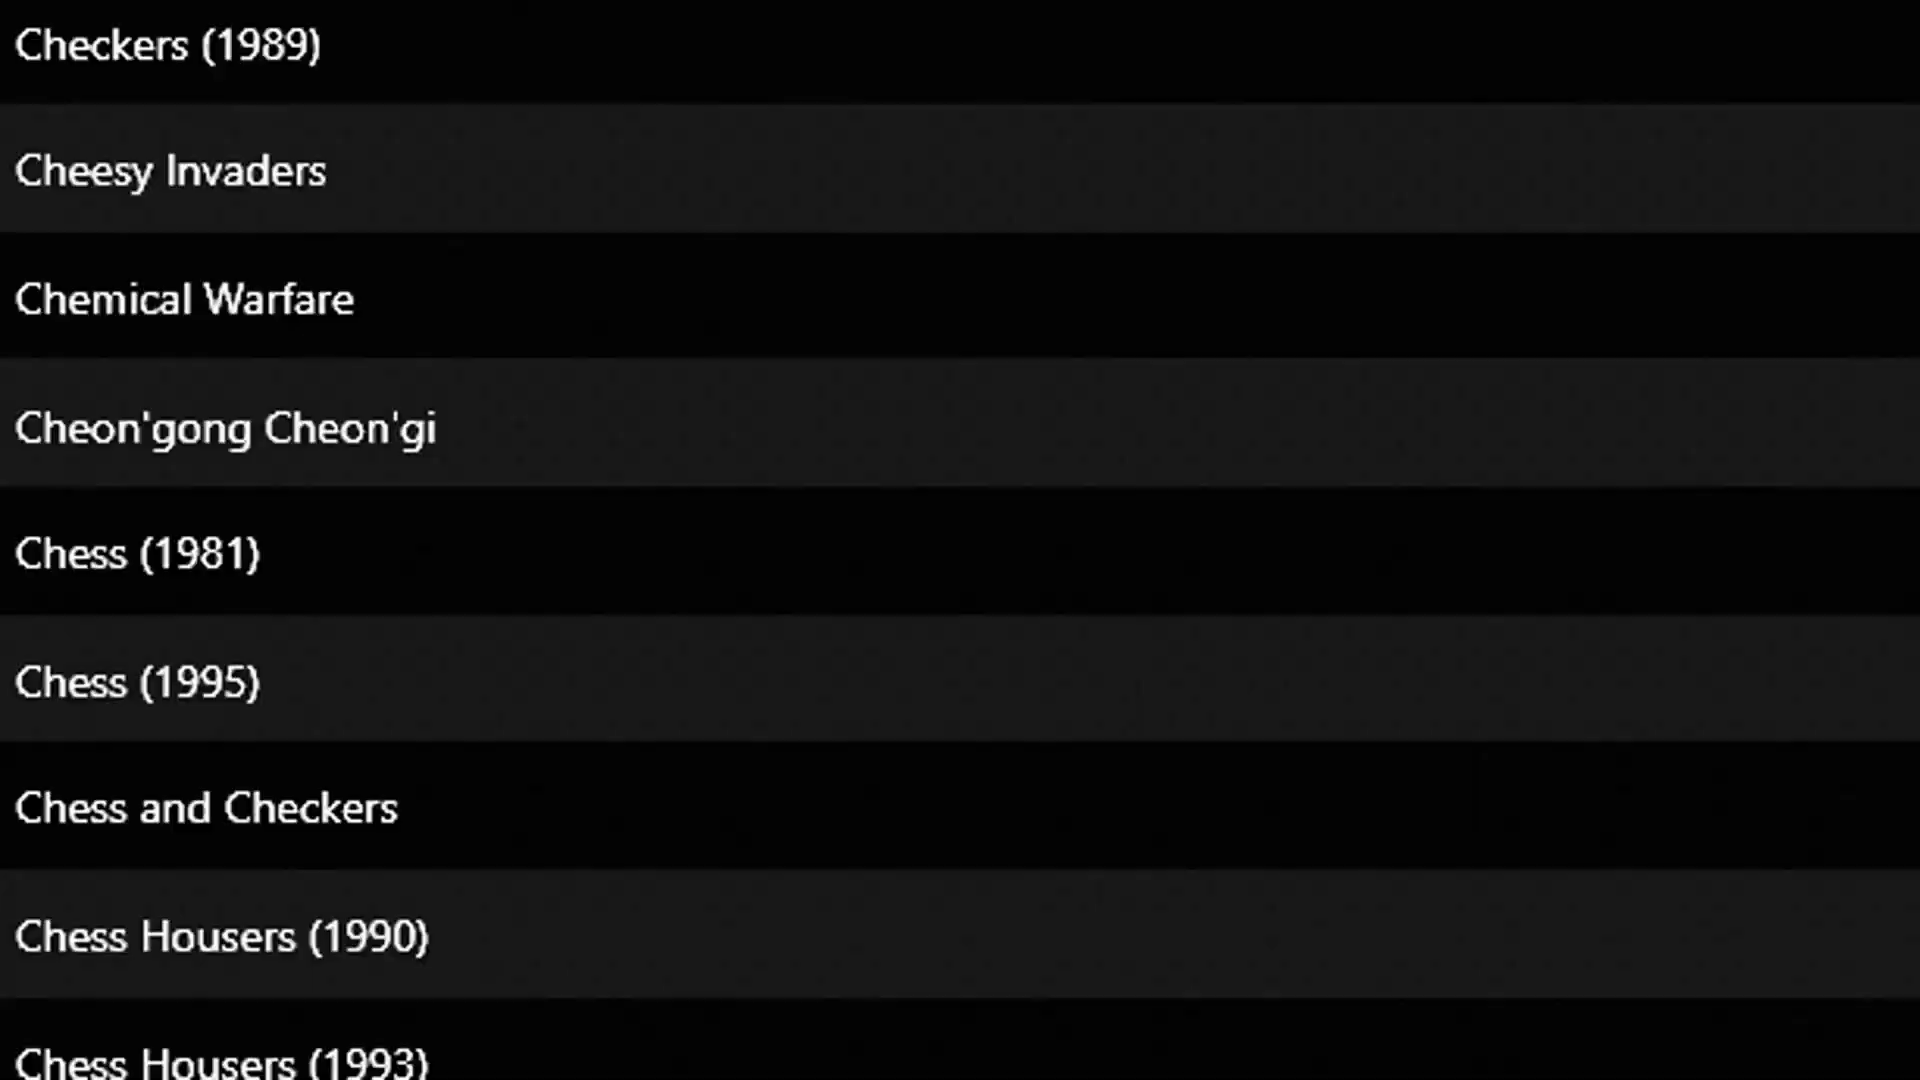 Checkers (1989)
Cheesy Invaders
Chemical Warfare
Cheon'gong Cheon'gi
Chess (1981)
Chess (1995)
Chess and Checkers
Chess Housers (1990)
Chess Housers (1993)